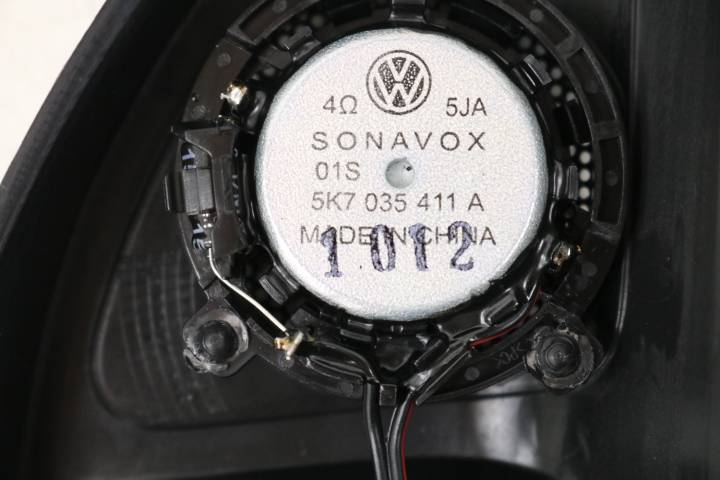 4Ω 5JA
SONAVOX
01S
5K7 035 411 A
MADE IN CHINA
1012